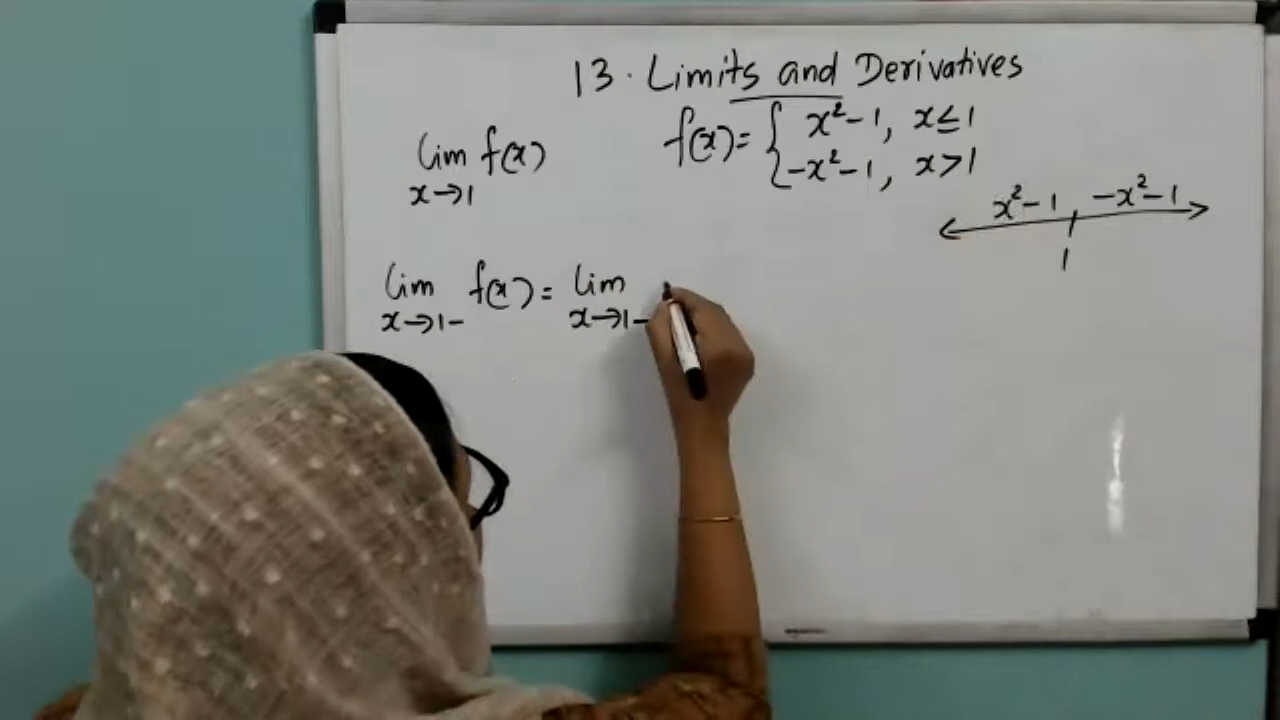 13. Limits and Derivatives
lim f(x)
x→1
f(x)= { x²-1, x≤1
-x²-1, x>1
x²-1, -x²-1
1
lim f(x) = lim
x→1- x→1-